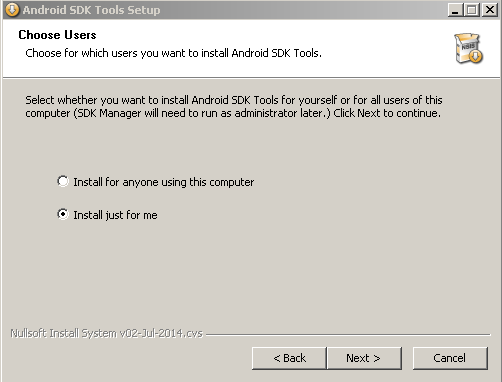 Android SDK Tools Setup
Choose Users
Choose for which users you want to install Android SDK Tools.
NSIS
Select whether you want to install Android SDK Tools for yourself or for all users of this
computer (SDK Manager will need to run as administrator later.) Click Next to continue.
Install for anyone using this computer
Install just for me
Nullsoft Install System v02-Jul-2014.cvs
< Back Next > Cancel